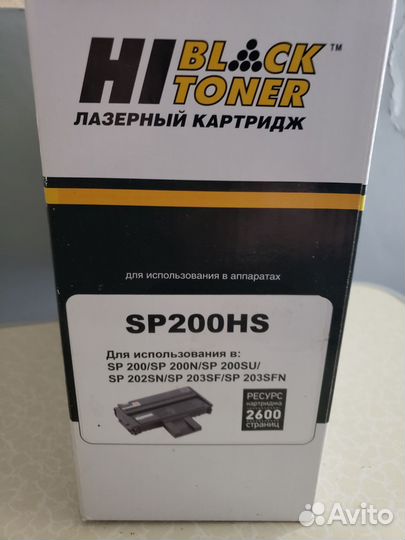 HI BLACK TONER™
ЛАЗЕРНЫЙ КАРТРИДЖ
для использования в аппаратах
SP200HS
Для использования в:
SP 200/SP 200N/SP 200SU/
SP 202SN/SP 203SF/SP 203SFN
РЕСУРС
картриджа
2600
страниц
Avito